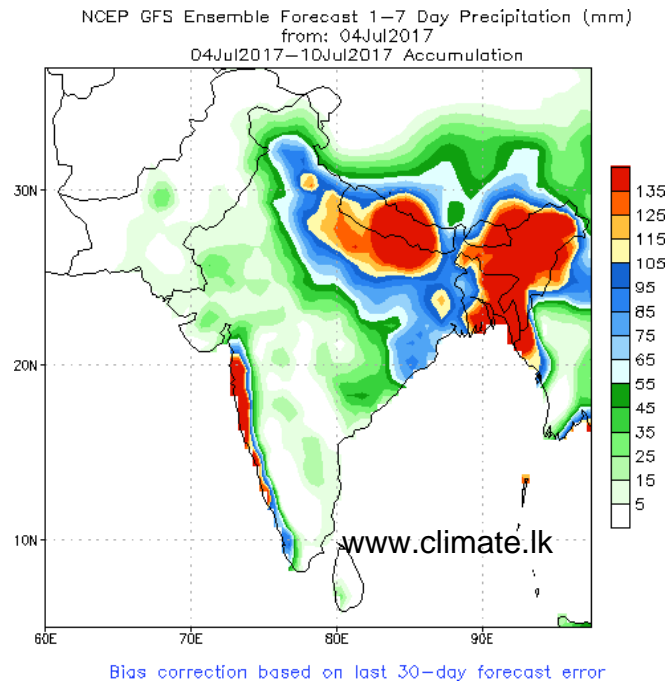 NCEP GFS Ensemble Forecast 1-7 Day Precipitation (mm)
from: 04Jul2017
04Jul2017-10Jul2017 Accumulation
30N
20N
10N
60E
70E
80E
90E
135
125
115
105
95
85
75
65
55
45
35
25
15
5
www.climate.lk
Bias correction based on last 30-day forecast error